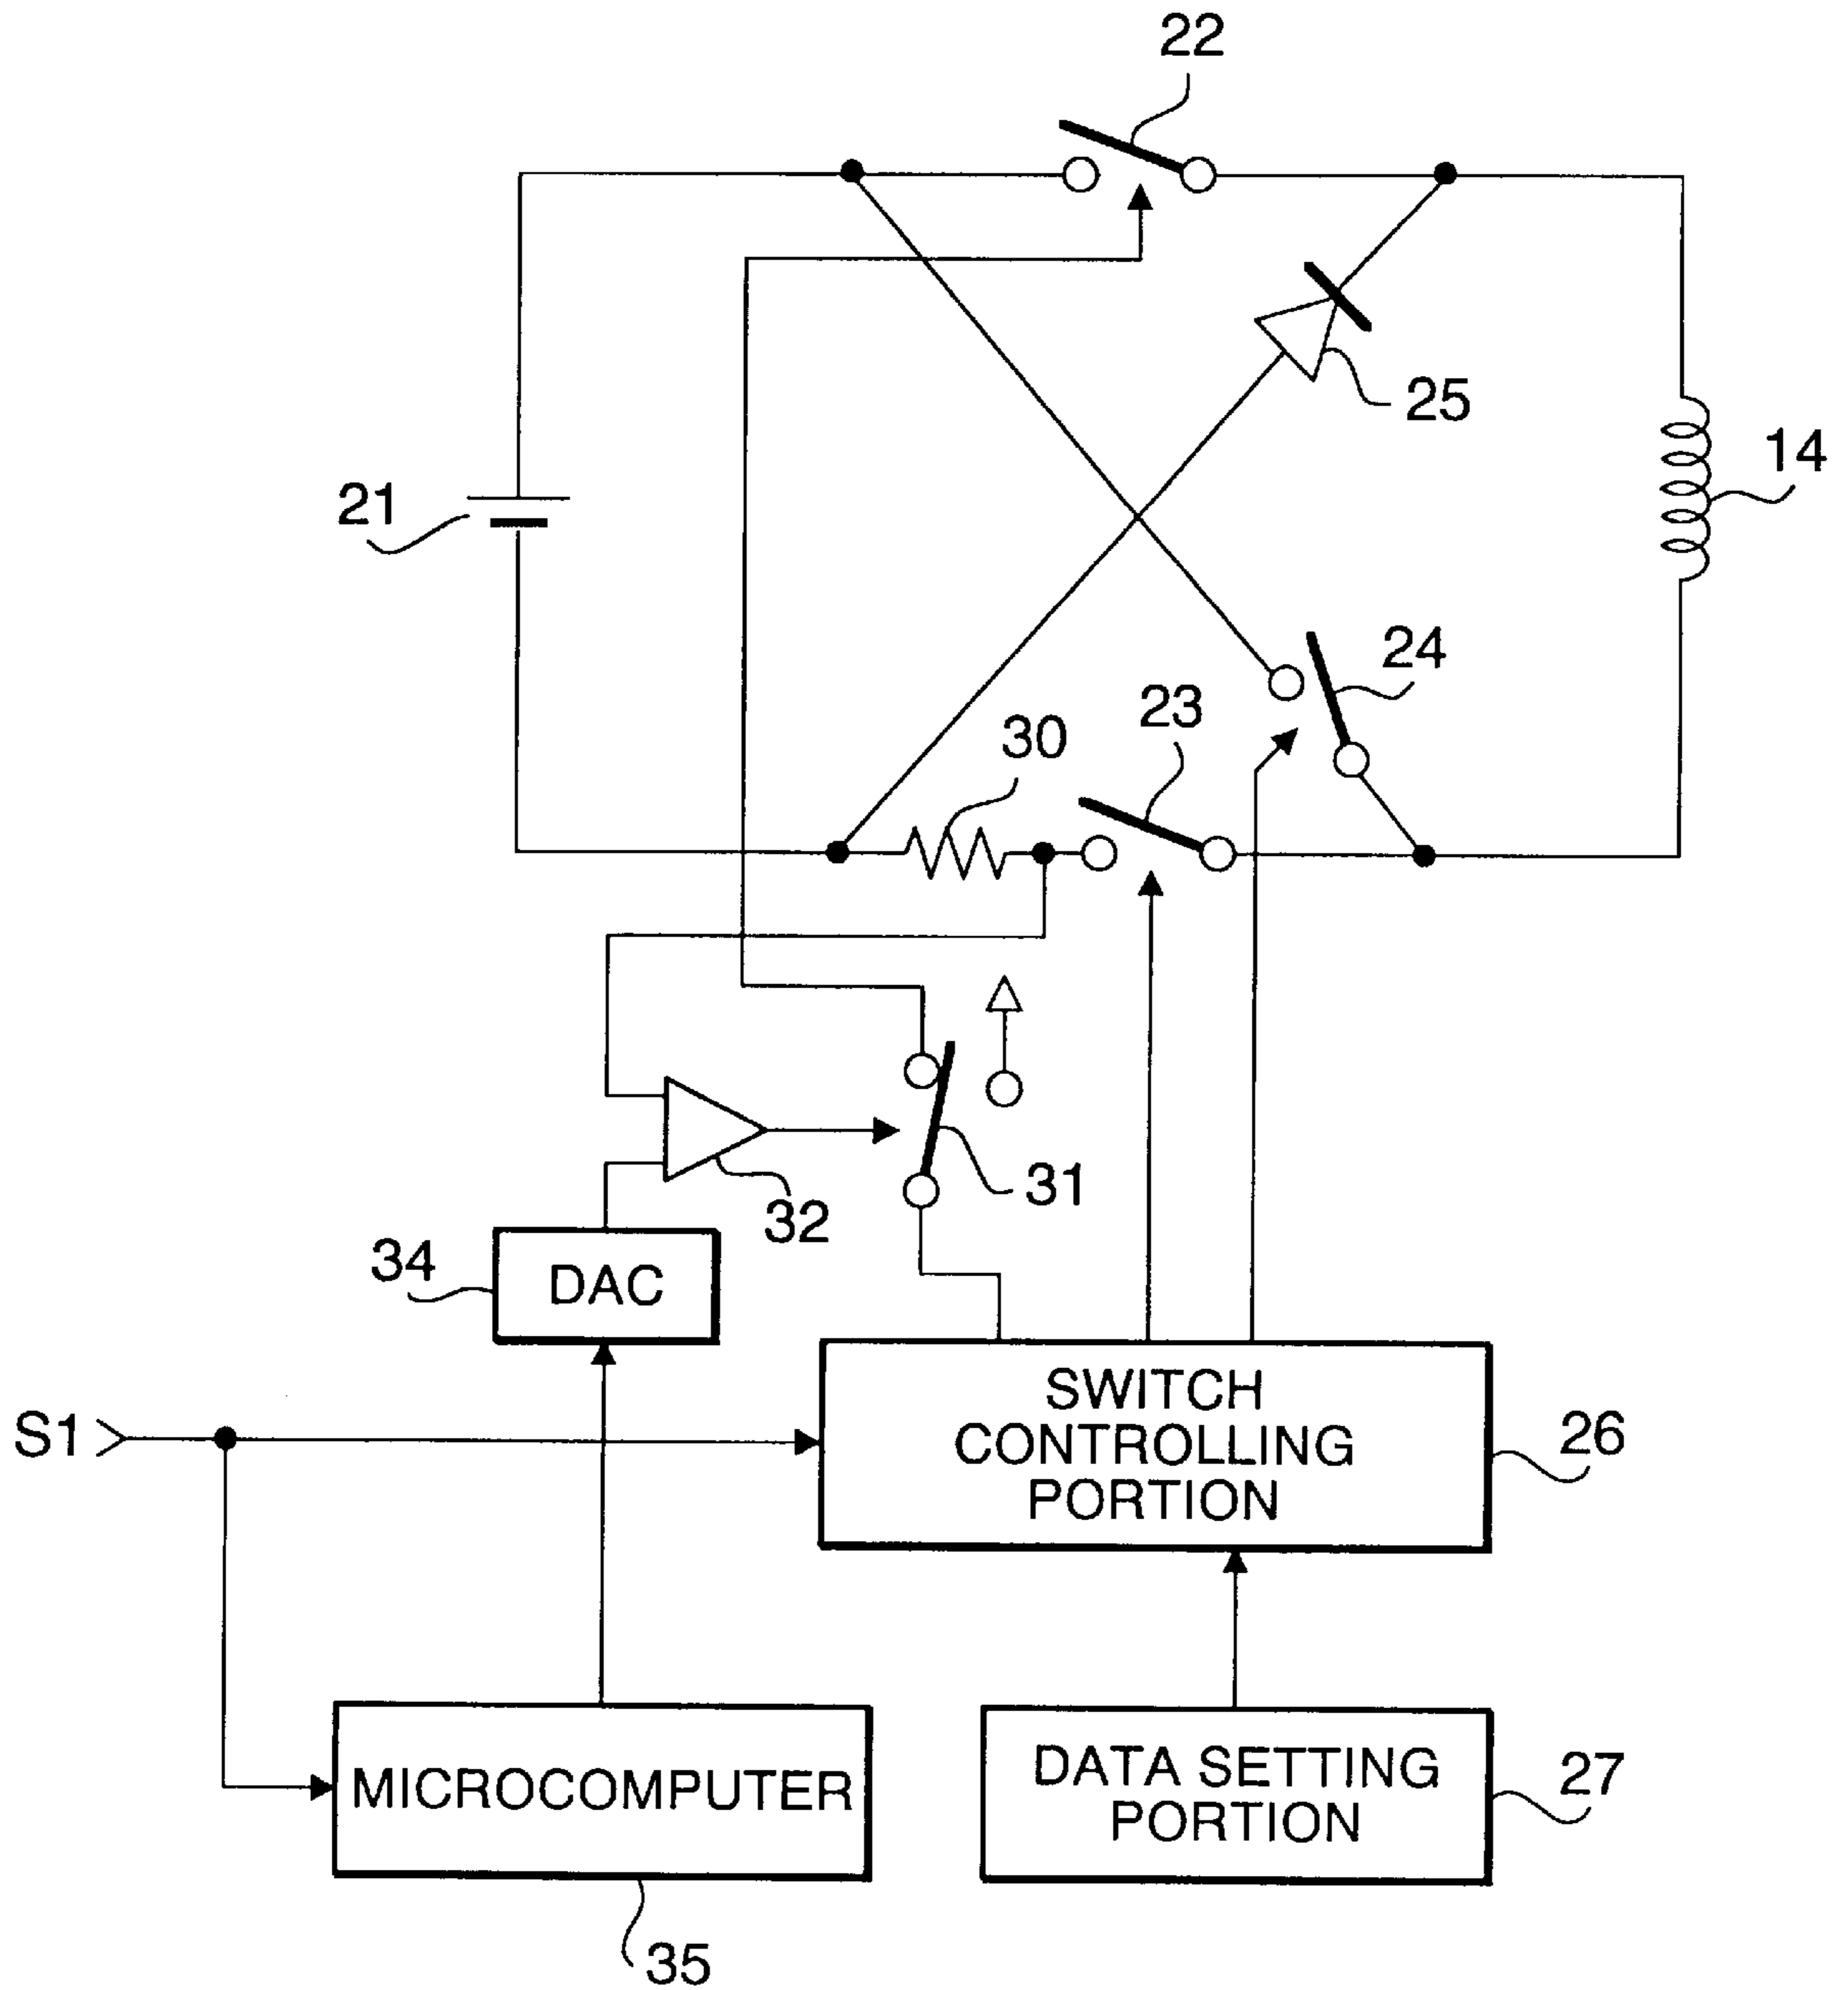 22
25
14
21
24
23
30
31
32
34
DAC
S1
SWITCH
CONTROLLING
PORTION
26
MICROCOMPUTER
DATA SETTING
PORTION
27
35